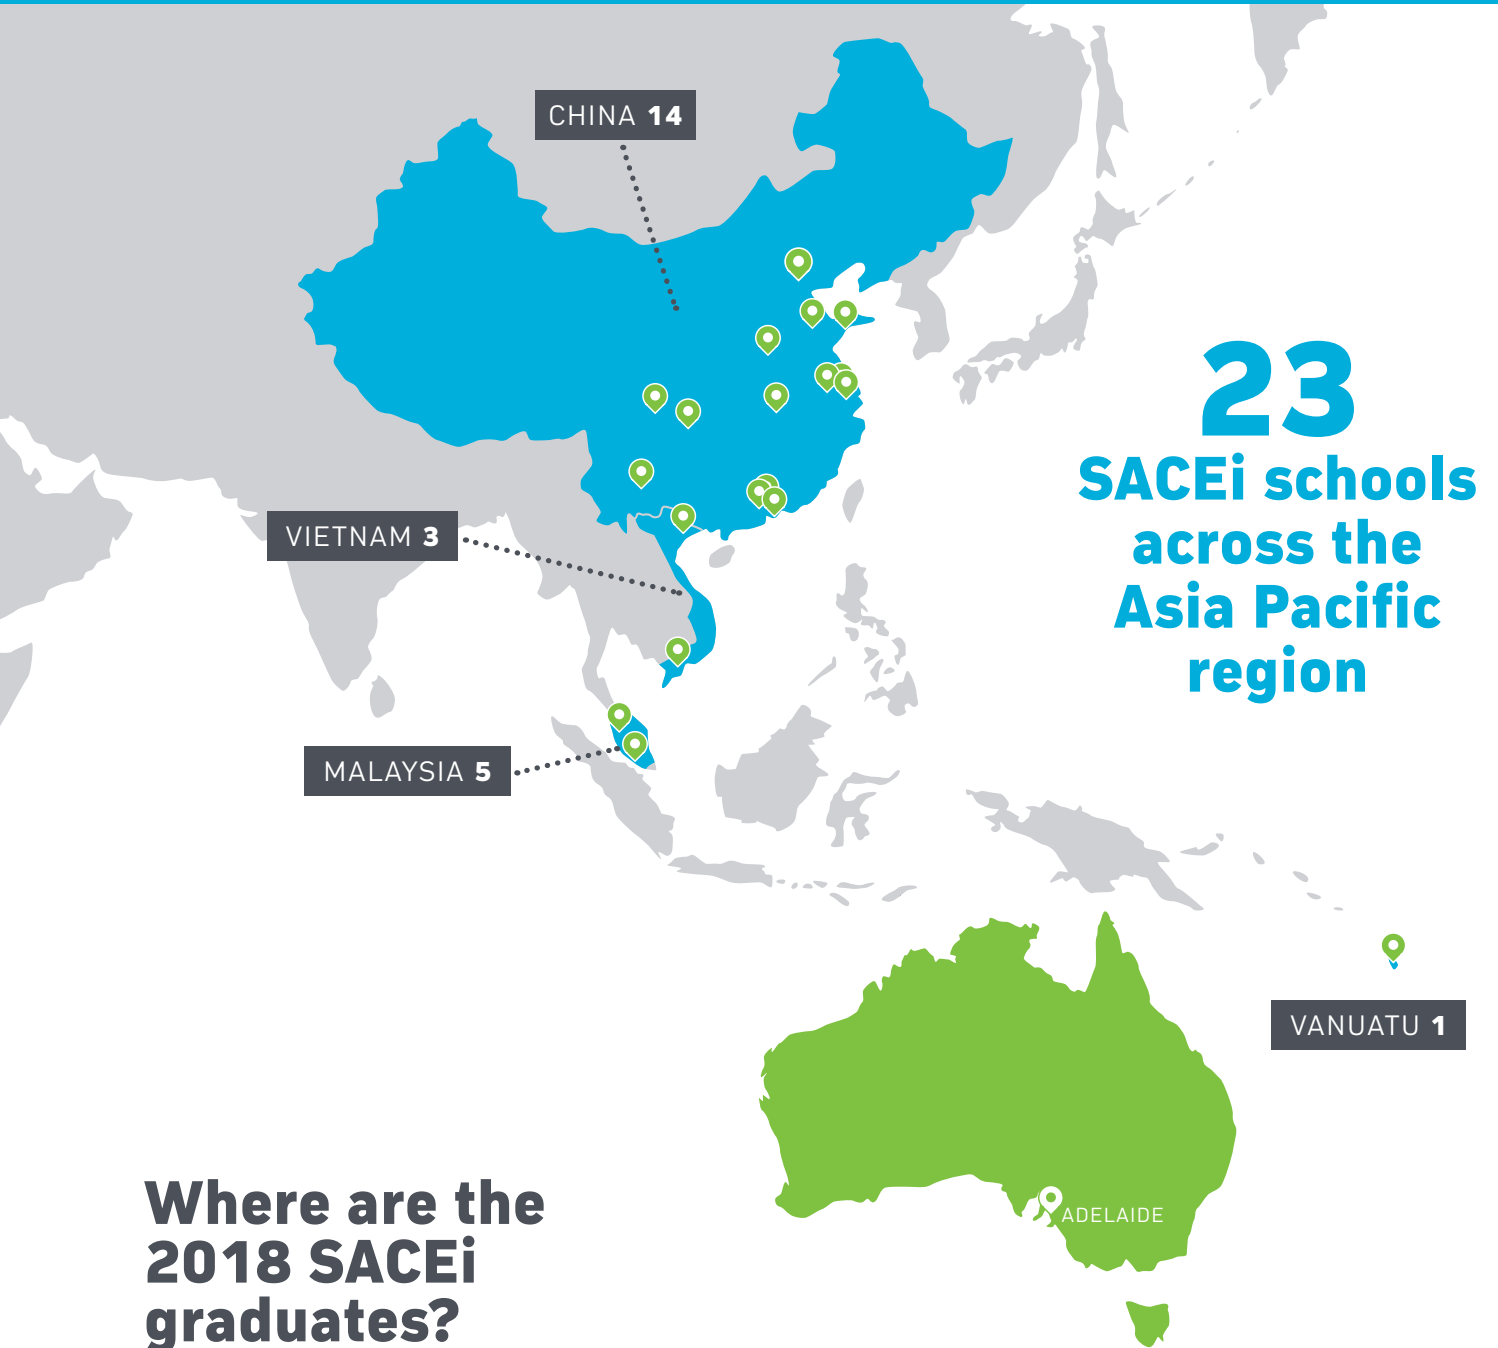 CHINA 14
23
SACEi schools
across the
Asia Pacific
region
VIETNAM 3
MALAYSIA 5
VANUATU 1
ADELAIDE
Where are the
2018 SACEi
graduates?